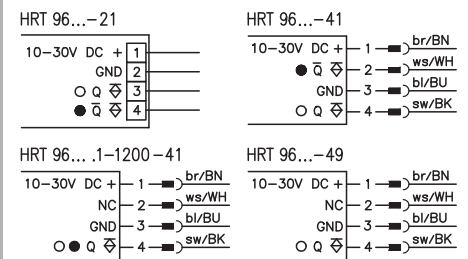 HRT 96...-21
10-30V DC + 1
GND 2
Q 3
Q̅ 4
HRT 96...-41
10-30V DC + 1 br/BN
Q̅ 2 ws/WH
GND 3 bl/BU
Q 4 sw/BK
HRT 96... .1-1200-41
10-30V DC + 1 br/BN
NC 2 ws/WH
GND 3 bl/BU
Q 4 sw/BK
HRT 96...-49
10-30V DC + 1 br/BN
NC 2 ws/WH
GND 3 bl/BU
Q 4 sw/BK